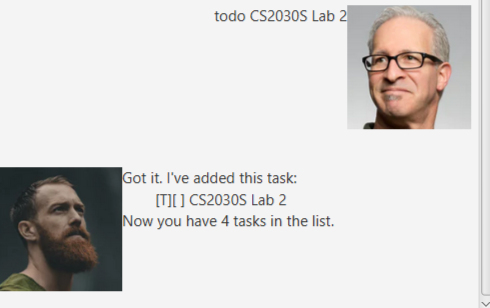 todo CS2030S Lab 2
Got it. I've added this task:
[T][ ] CS2030S Lab 2
Now you have 4 tasks in the list.